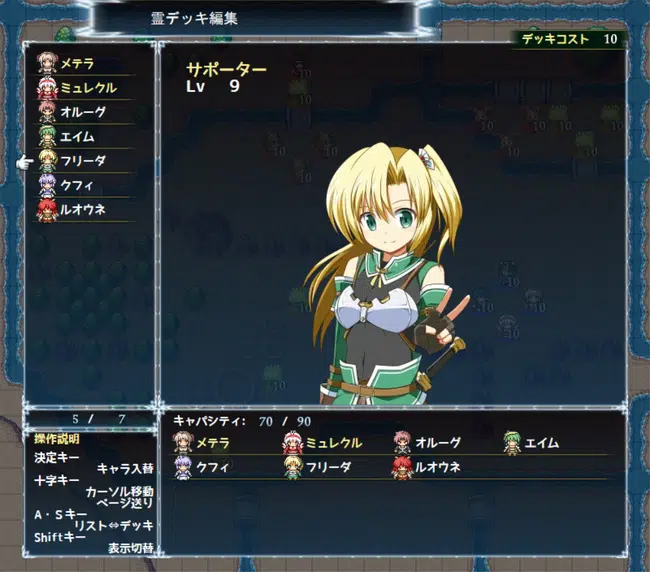 霊デッキ編集
デッキコスト 10
メテラ
ミュレクル
オルーグ
エイム
フリーダ
クフィ
ルオウネ
サポーター
Lv 9
5 / 7
キャパシティ: 70 / 90
メテラ ミュレクル オルーグ エイム
クフィ フリーダ ルオウネ
操作説明
決定キー
キャラ入替
十字キー
カーソル移動
ページ送り
A・Sキー
リスト⇔デッキ
Shiftキー
表示切替